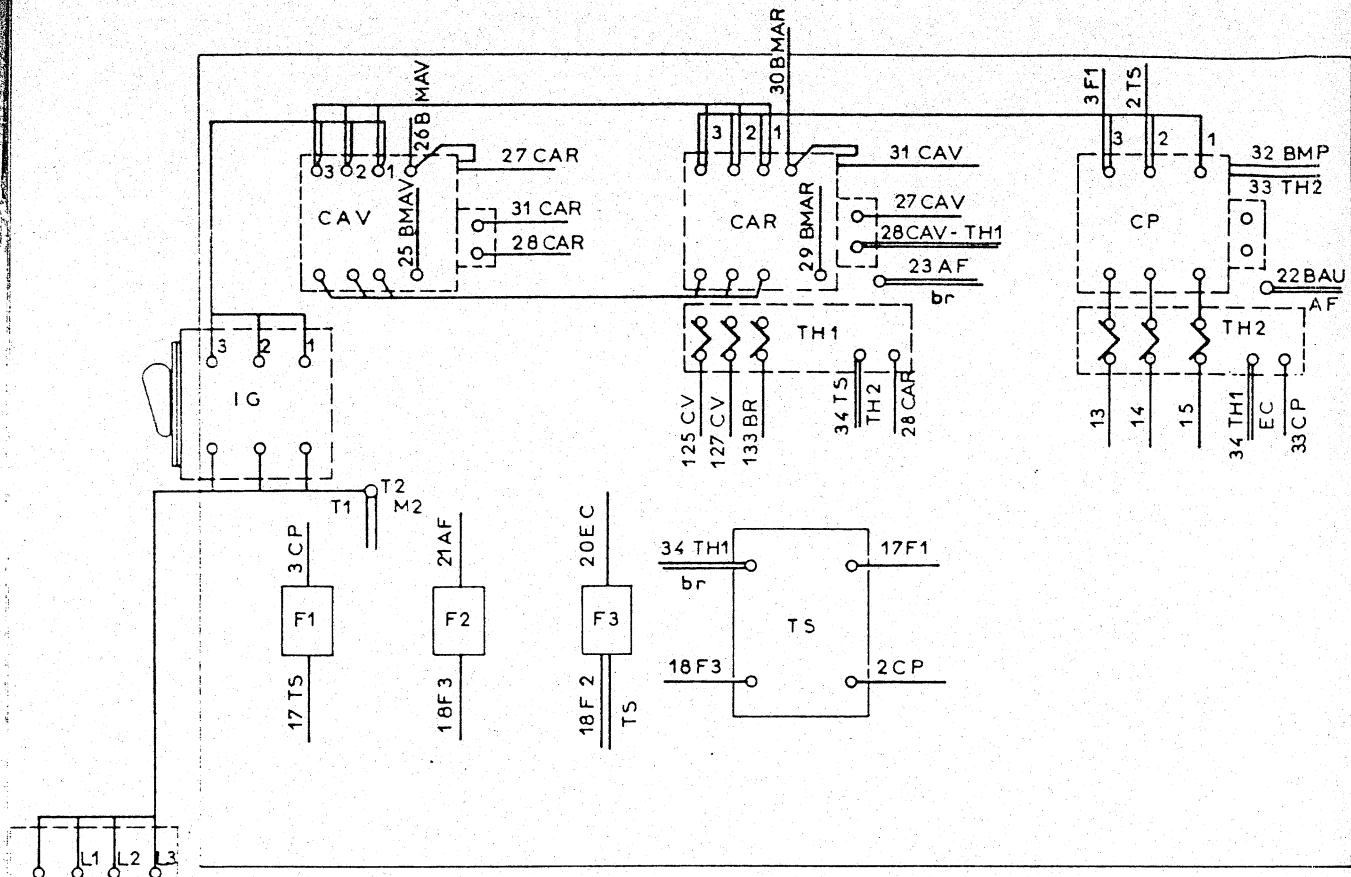 30 BMAR
26 BMAV
3 F1
2 TS
3 2 1
3 2 1
3 2 1
27 CAR
31 CAV
32 BMP
33 TH2
CAV
25 BMAV
31 CAR
28 CAR
CAR
29 BMAR
27 CAV
28 CAV - TH1
23 AF
br
CP
22 BAU
AF
3 2 1
IG
TH1
TH2
125 CV
127 CV
133 BR
34 TS
TH2
28 CAR
13
14
15
34 TH1
EC
33 CP
T2
T1 M2
3 CP
21 AF
20 EC
34 TH1
br
17 F1
F1
F2
F3
TS
17 TS
18 F3
18 F 2
TS
18 F3
2 CP
L1 L2 L3